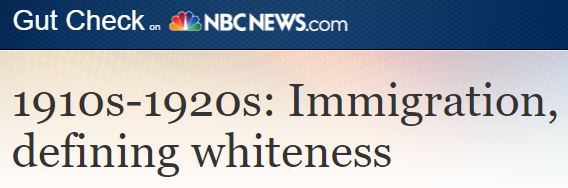 Gut Check on NBCNEWS.com
1910s-1920s: Immigration,
defining whiteness